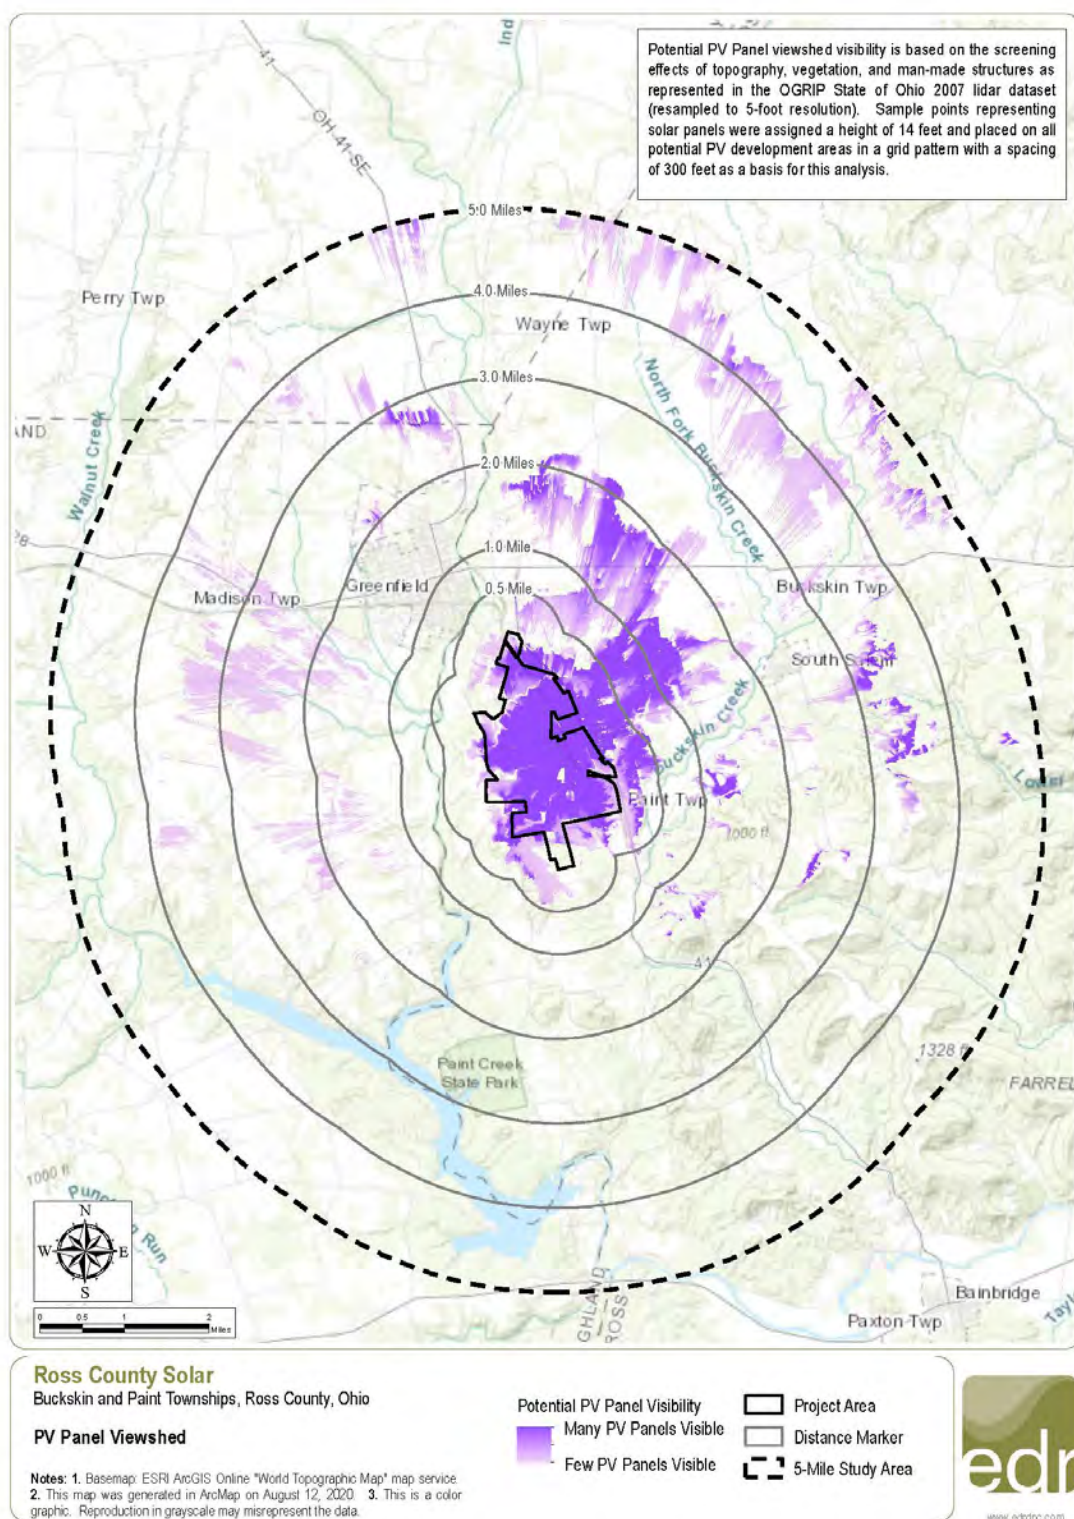 Potential PV Panel viewshed visibility is based on the screening
effects of topography, vegetation, and man-made structures as
represented in the OGRIP State of Ohio 2007 lidar dataset
(resampled to 5-foot resolution). Sample points representing
solar panels were assigned a height of 14 feet and placed on all
potential PV development areas in a grid pattern with a spacing
of 300 feet as a basis for this analysis.
Ind
41
OH-41-SE
5.0 Miles
Perry Twp
4.0 Miles
Wayne Twp
3.0 Miles
North Fork Buckskin Creek
Walnut Creek
2.0 Miles
1.0 Mile
Greenfield
0.5 Mile
Buckskin Twp
Madison Twp
South Salem
Buckskin Creek
Paint Twp
1000 ft
41
Paint Creek
State Park
1328 ft
1000 ft
N
W E
S
0 0.5 1 2
Miles
GHLAND
ROSS
Bainbridge
Paxton Twp
Ross County Solar
Buckskin and Paint Townships, Ross County, Ohio
PV Panel Viewshed
Notes: 1. Basemap: ESRI ArcGIS Online "World Topographic Map" map service.
2. This map was generated in ArcMap on August 12, 2020. 3. This is a color
graphic. Reproduction in grayscale may misrepresent the data.
Potential PV Panel Visibility
Many PV Panels Visible
Few PV Panels Visible
Project Area
Distance Marker
5-Mile Study Area
edr